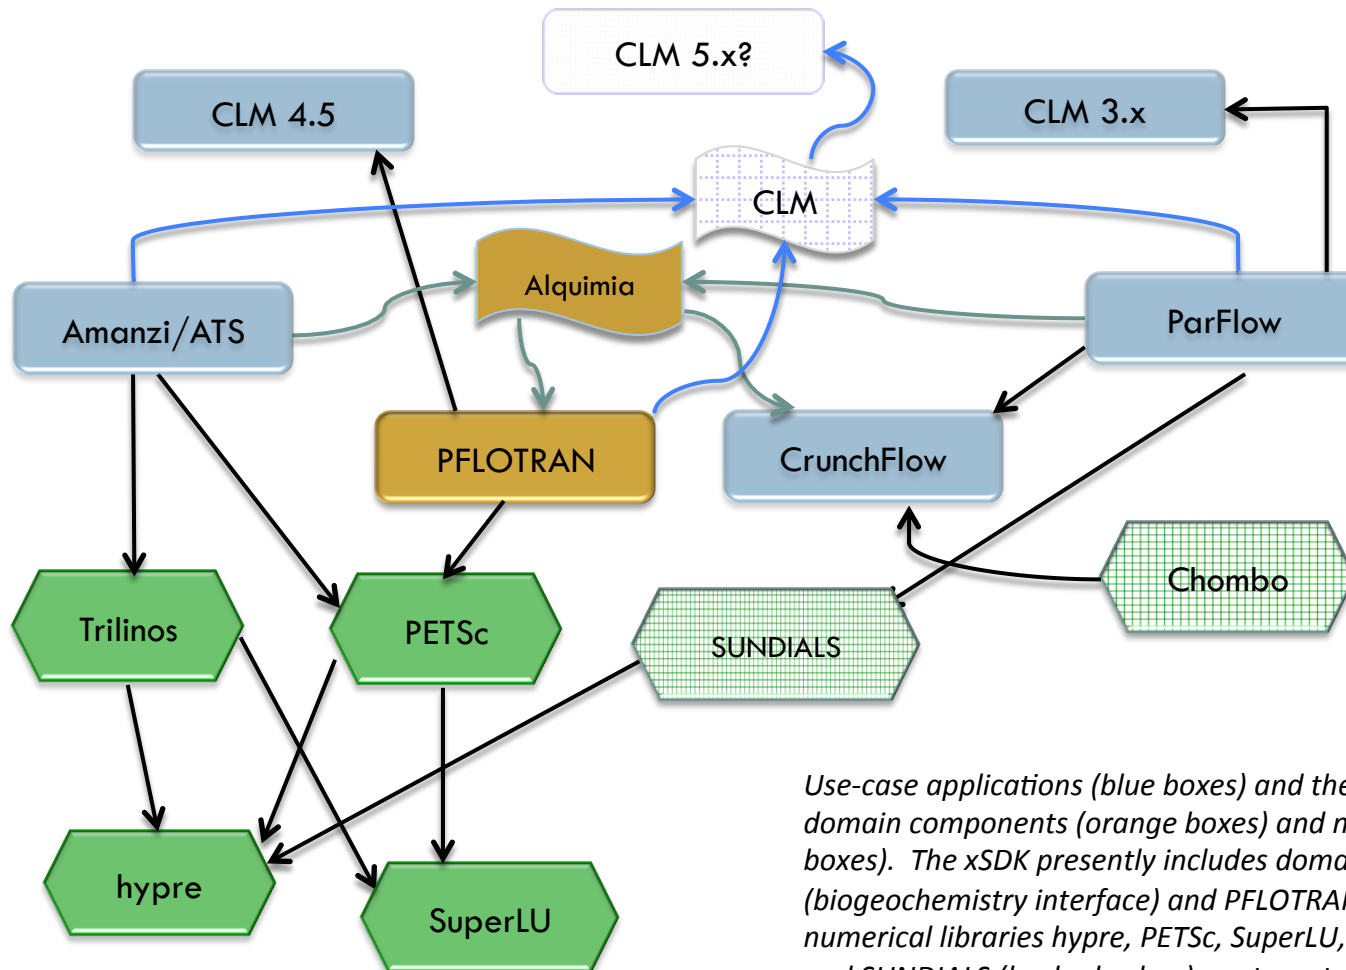 CLM 5.x?
CLM 4.5
CLM 3.x
CLM
Alquimia
Amanzi/ATS
ParFlow
PFLOTRAN
CrunchFlow
Chombo
Trilinos
PETSc
SUNDIALS
hypre
SuperLU
Use-case applications (blue boxes) and the
domain components (orange boxes) and
boxes).  The xSDK presently includes
(biogeochemistry interface) and PFLOTRAN
numerical libraries hypre, PETSc, SuperLU,